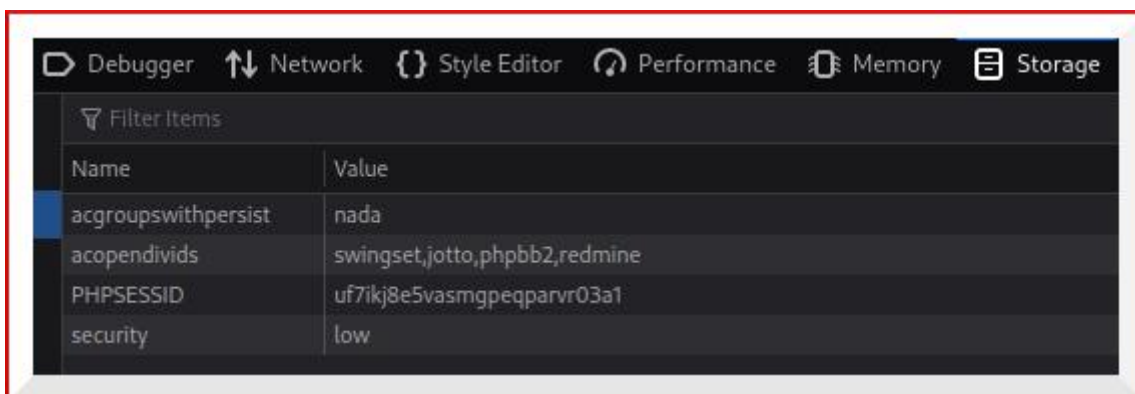 Debugger Network Style Editor Performance Memory Storage
Filter Items
Name Value
acgroupswithpersist nada
acopendivids swingset,jotto,phpbb2,redmine
PHPSESSID uf7ikj8e5vasmgpeqparvr03a1
security low